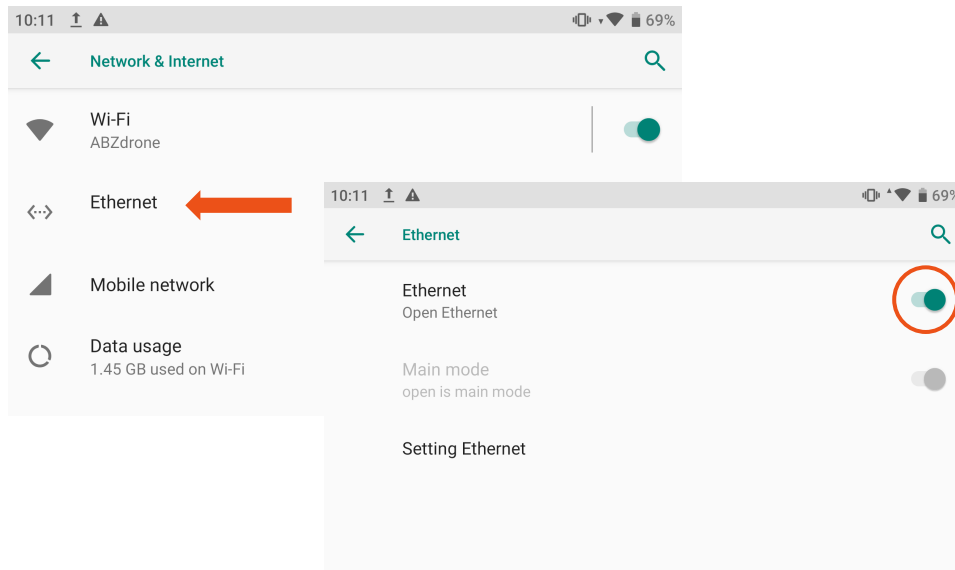 10:11 69%
Network & Internet
Wi-Fi
ABZdrone
Ethernet
Mobile network
Data usage
1.45 GB used on Wi-Fi
10:11 69%
Ethernet
Ethernet
Open Ethernet
Main mode
open is main mode
Setting Ethernet